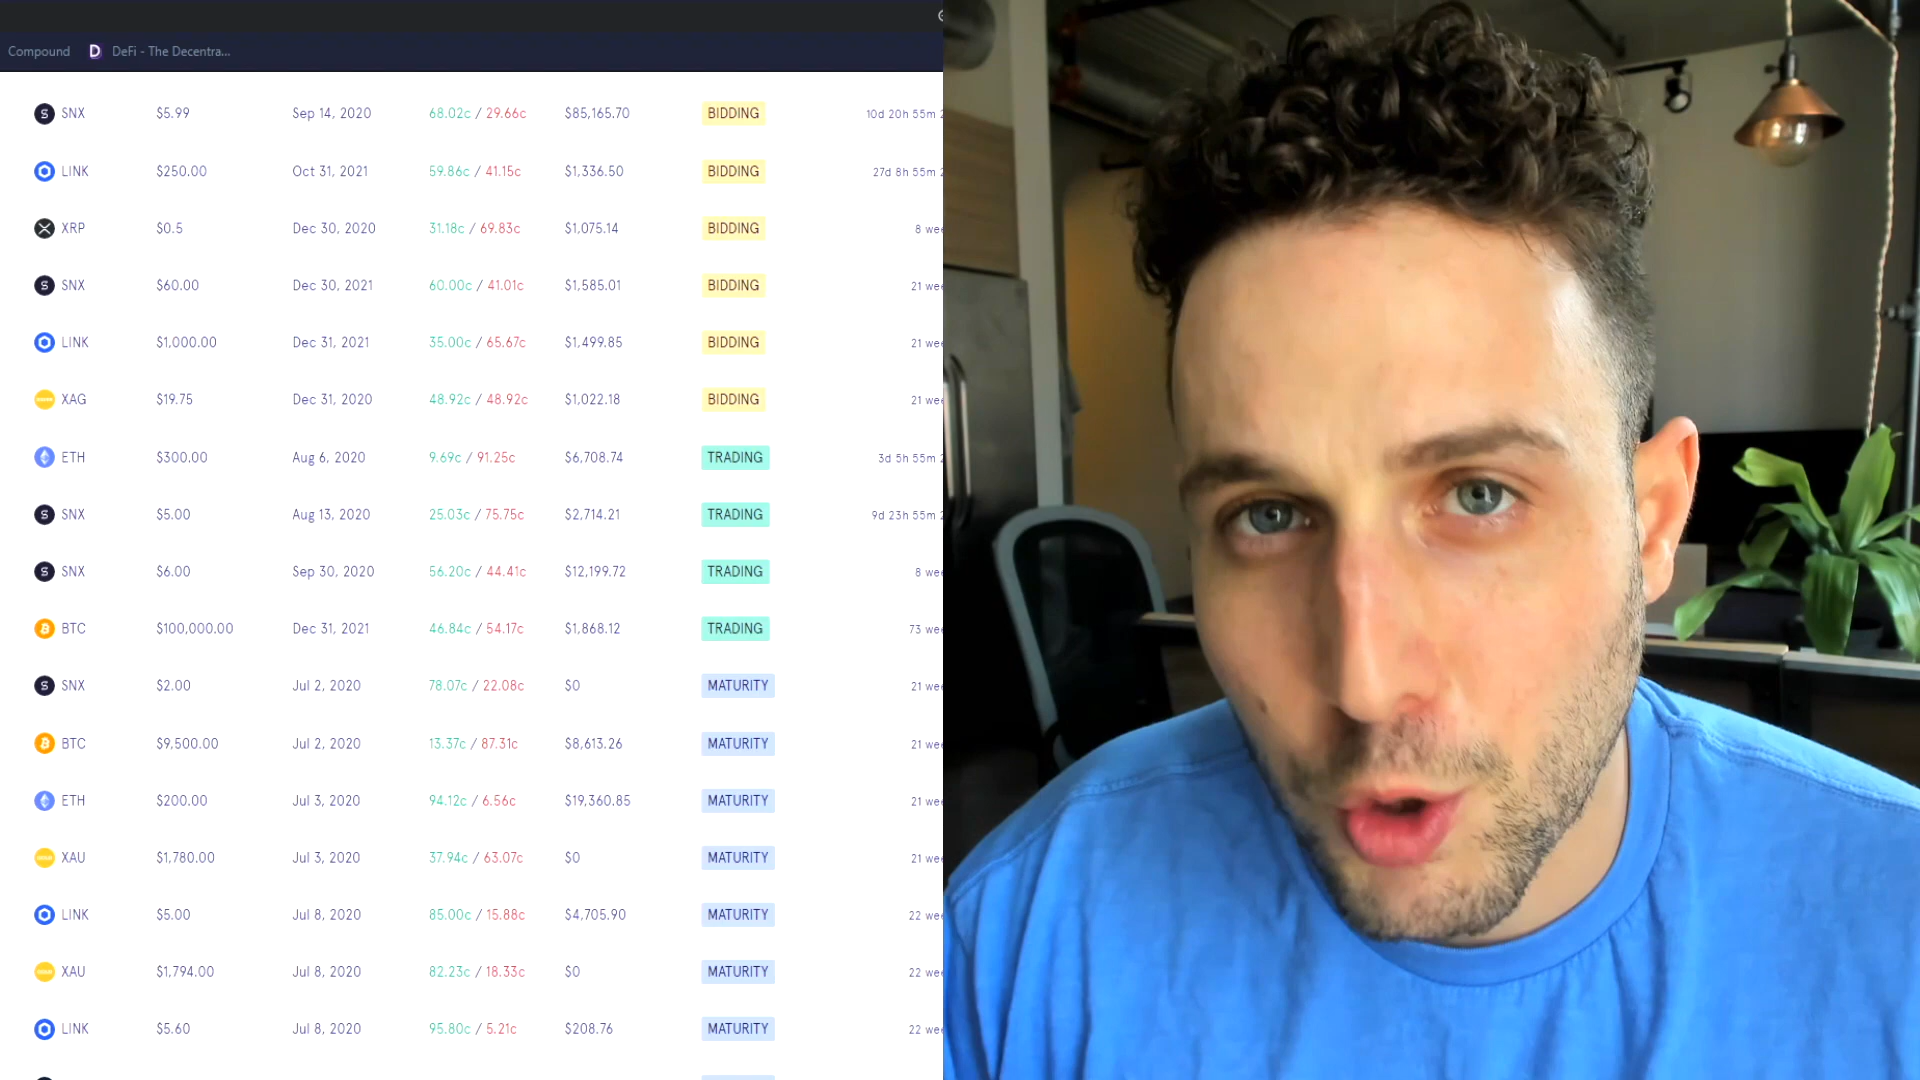 Compound D DeFi - The Decentra...
SNX $5.99 Sep 14, 2020 68.02c / 29.66c $85,165.70 BIDDING 10d 20h 55m
LINK $250.00 Oct 31, 2021 59.86c / 41.15c $1,336.50 BIDDING 27d 8h 55m
XRP $0.5 Dec 30, 2020 31.18c / 69.83c $1,075.14 BIDDING 8
SNX $60.00 Dec 30, 2021 60.00c / 41.01c $1,585.01 BIDDING 21
LINK $1,000.00 Dec 31, 2021 35.00c / 65.67c $1,499.85 BIDDING 21
XAG $19.75 Dec 31, 2020 48.92c / 48.92c $1,022.18 BIDDING 21
ETH $300.00 Aug 6, 2020 9.69c / 91.25c $6,708.74 TRADING 3d 5h 55m
SNX $5.00 Aug 13, 2020 25.03c / 75.75c $2,714.21 TRADING 9d 23h 55m
SNX $6.00 Sep 30, 2020 56.20c / 44.41c $12,199.72 TRADING 8
BTC $100,000.00 Dec 31, 2021 46.84c / 54.17c $1,868.12 TRADING 73
SNX $2.00 Jul 2, 2020 78.07c / 22.08c $0 MATURITY 21
BTC $9,500.00 Jul 2, 2020 13.37c / 87.31c $8,613.26 MATURITY 21
ETH $200.00 Jul 3, 2020 94.12c / 6.56c $19,360.85 MATURITY 21
XAU $1,780.00 Jul 3, 2020 37.94c / 63.07c $0 MATURITY 21
LINK $5.00 Jul 8, 2020 85.00c / 15.88c $4,705.90 MATURITY 22
XAU $1,794.00 Jul 8, 2020 82.23c / 18.33c $0 MATURITY 22
LINK $5.60 Jul 8, 2020 95.80c / 5.21c $208.76 MATURITY 22